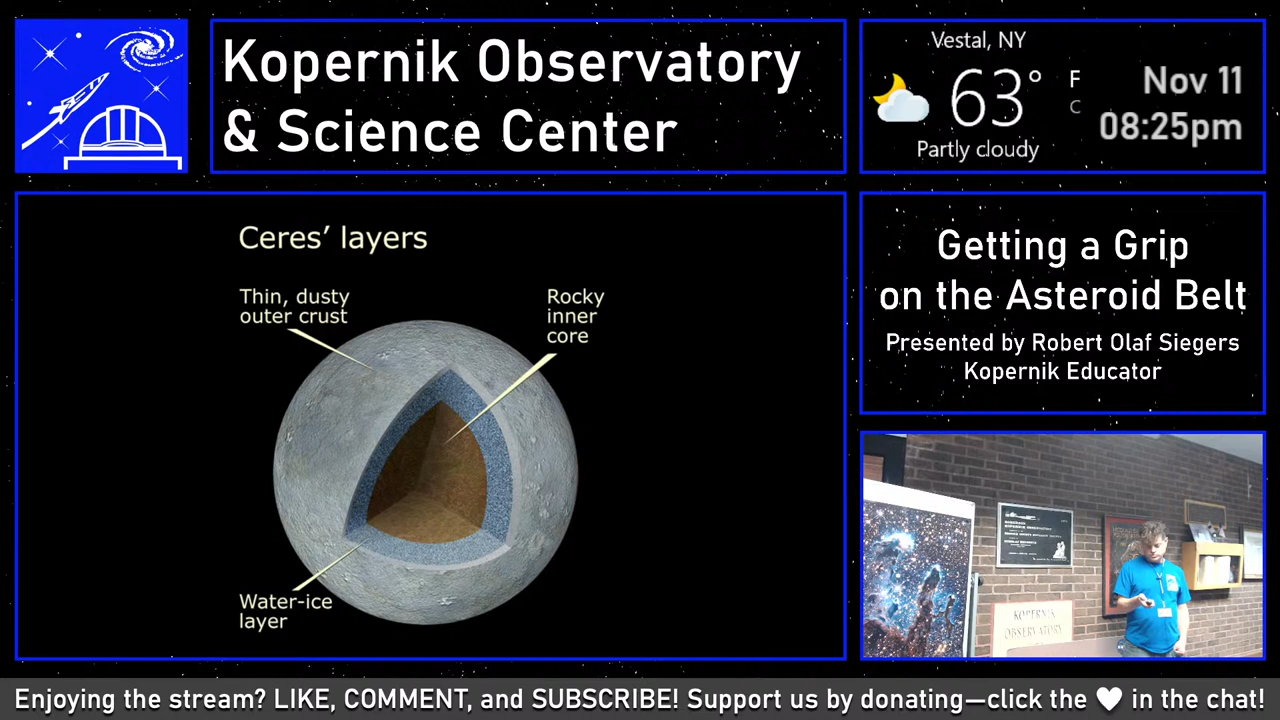 Kopernik Observatory
& Science Center
Vestal, NY
63° F
C
Partly cloudy
Nov 11
08:25pm
Ceres’ layers
Thin, dusty
outer crust
Rocky
inner
core
Water-ice
layer
Getting a Grip
on the Asteroid Belt
Presented by Robert Olaf Siegers
Kopernik Educator
KOPERNIK
OBSERVATORY
Enjoying the stream? LIKE, COMMENT, and SUBSCRIBE! Support us by donating—click the ♥ in the chat!